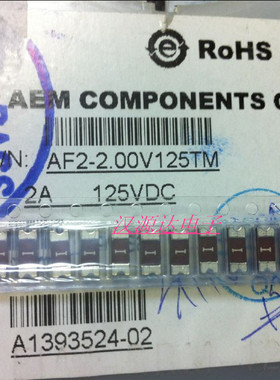 e RoHS
AEM COMPONENTS C
/N: AF2-2.00V125TM
2A 125VDC
汉源达电子
A1393524-02